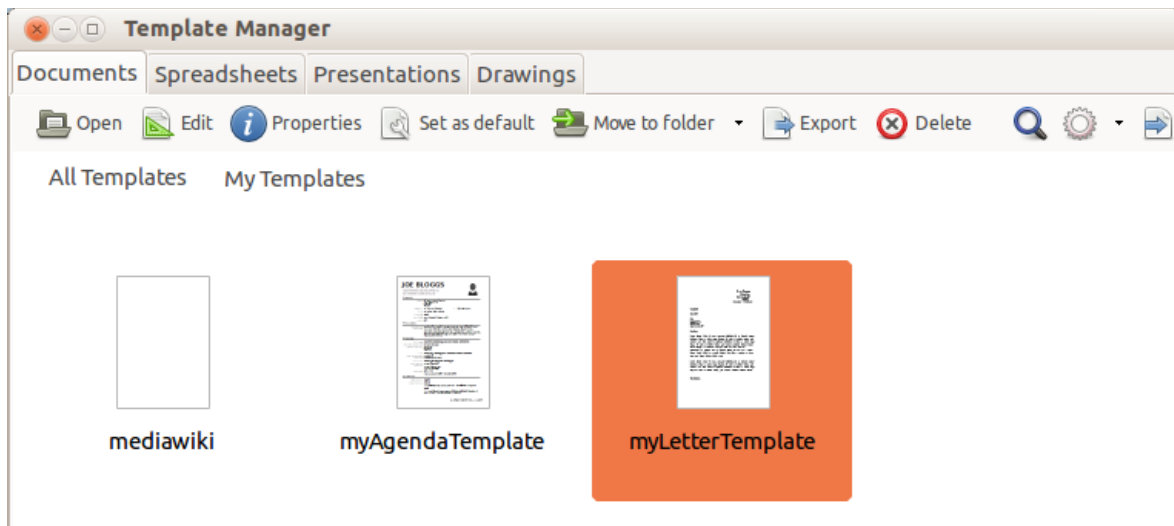 Template Manager
Documents Spreadsheets Presentations Drawings
Open Edit Properties Set as default Move to folder Export Delete
All Templates My Templates
JOE BLOGGS
mediawiki myAgendaTemplate myLetterTemplate